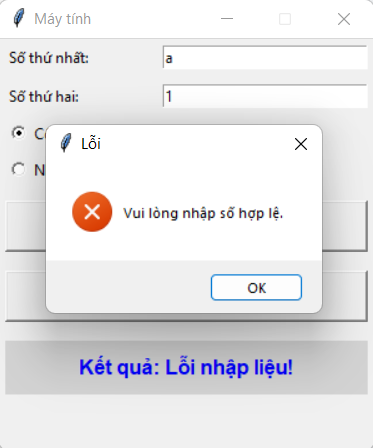 Máy tính
Số thứ nhất:
a
Số thứ hai:
1
Lỗi
Vui lòng nhập số hợp lệ.
OK
Kết quả: Lỗi nhập liệu!